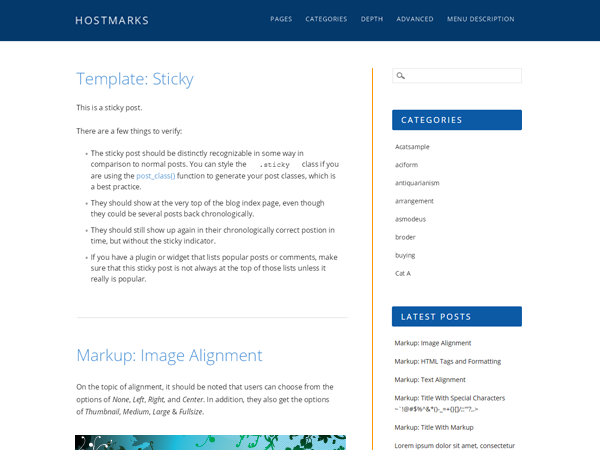 HOSTMARKS
PAGES CATEGORIES DEPTH ADVANCED MENU DESCRIPTION
Template: Sticky
This is a sticky post.
There are a few things to verify:
The sticky post should be distinctly recognizable in some way in
comparison to normal posts. You can style the .sticky class if you
are using the post_class() function to generate your post classes, which is
a best practice.
They should show at the very top of the blog index page, even though
they could be several posts back chronologically.
They should still show up again in their chronologically correct postion in
time, but without the sticky indicator.
If you have a plugin or widget that lists popular posts or comments, make
sure that this sticky post is not always at the top of those lists unless it
really is popular.
Markup: Image Alignment
On the topic of alignment, it should be noted that users can choose from the
options of None, Left, Right, and Center. In addition, they also get the
options of Thumbnail, Medium, Large & Fullsize.
CATEGORIES
Acatsample
aciform
antiquarianism
arrangement
asmodeus
broder
buying
Cat A
LATEST POSTS
Markup: Image Alignment
Markup: HTML Tags and Formatting
Markup: Text Alignment
Markup: Title With Special Characters
~`!@#$%^&*()-_=+{}[]/;:'"?,.>
Markup: Title With Markup
Lorem ipsum dolor sit amet, consectetur